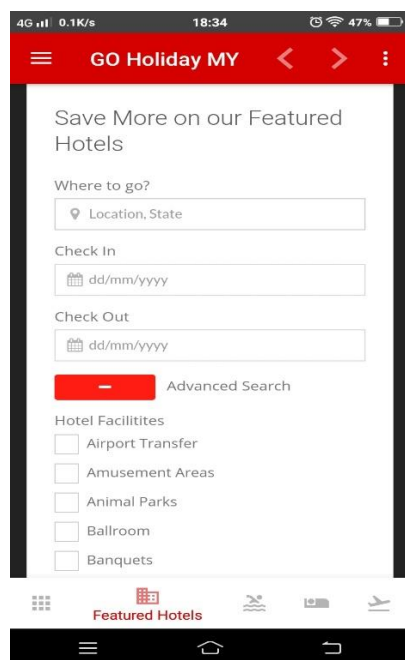 4G 0.1K/s 18:34 47%
GO Holiday MY
Save More on our Featured
Hotels
Where to go?
Location, State
Check In
dd/mm/yyyy
Check Out
dd/mm/yyyy
Advanced Search
Hotel Facilitites
Airport Transfer
Amusement Areas
Animal Parks
Ballroom
Banquets
Featured Hotels